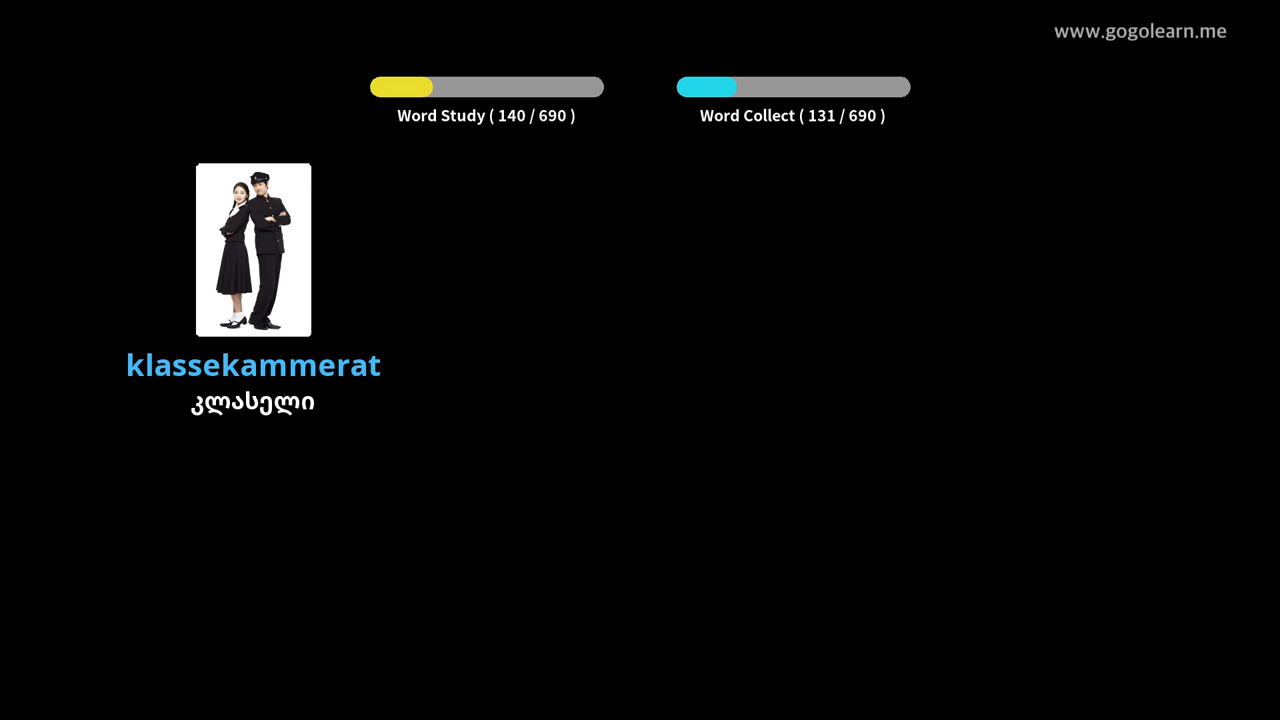 www.gogolearn.me
Word Study ( 140 / 690 )
Word Collect ( 131 / 690 )
klassekammerat
კლასელი